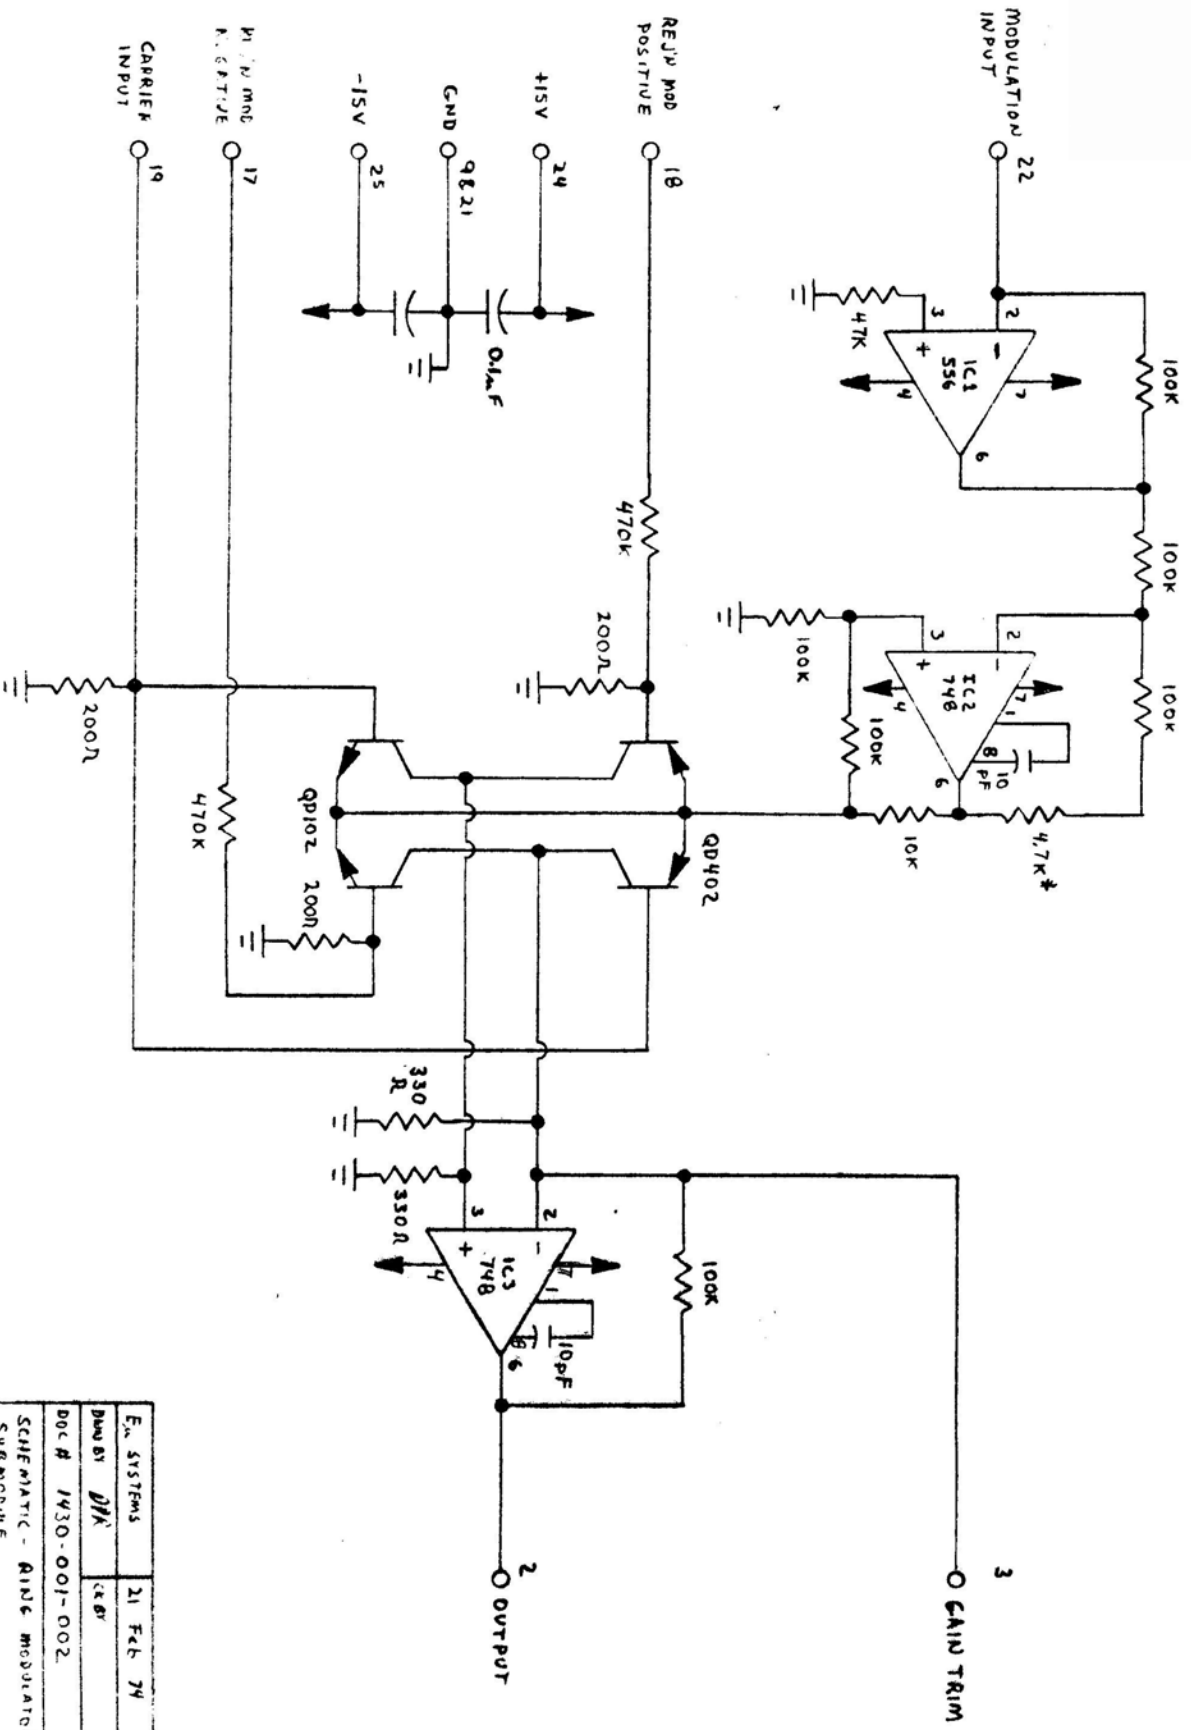 MODULATION
INPUT
22
100K
100K
100K
2
3
IC1
556
7
4
6
47K
2
3
IC2
748
7
4
1
8
10
PF
6
4.7K*
10K
100K
100K
REJ'N MOD
POSITIVE
18
470K
200Ω
+15V
24
GND
9&21
-15V
25
0.1uF
17
CARRIER
INPUT
19
470K
200Ω
200Ω
QD102
QD402
330
Ω
330Ω
2
3
IC3
748
7
4
1
8
10pF
6
100K
3
GAIN TRIM
2
OUTPUT
Eμ SYSTEMS 21 Feb 74
DWN BY CK BY
DOC # 1430-001-002
SCHEMATIC - RING MODULATO
SUBMODULE